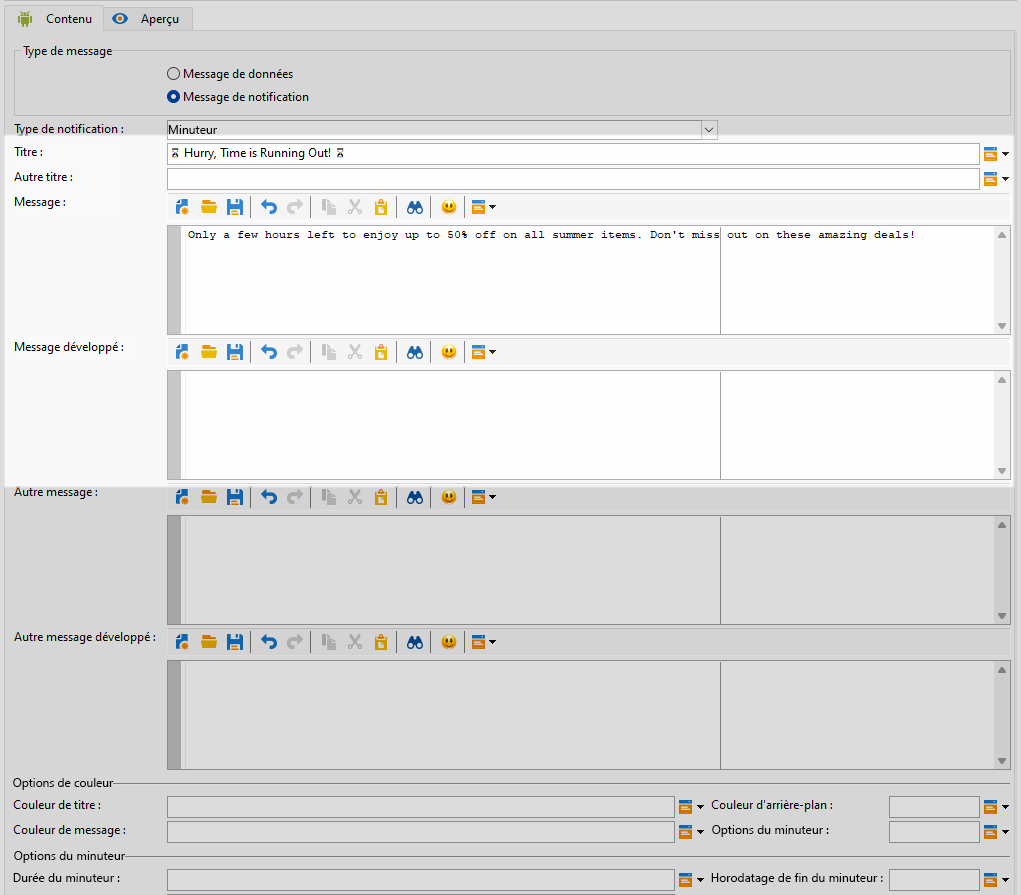 Contenu Aperçu
Type de message
Message de données
Message de notification
Type de notification : Minuteur
Titre : ⌛ Hurry, Time is Running Out! ⌛
Autre titre :
Message :
Only a few hours left to enjoy up to 50% off on all summer items. Don't miss out on these amazing deals!
Message développé :
Autre message :
Autre message développé :
Options de couleur
Couleur de titre : Couleur d'arrière-plan :
Couleur de message : Options du minuteur :
Options du minuteur
Durée du minuteur : Horodatage de fin du minuteur :